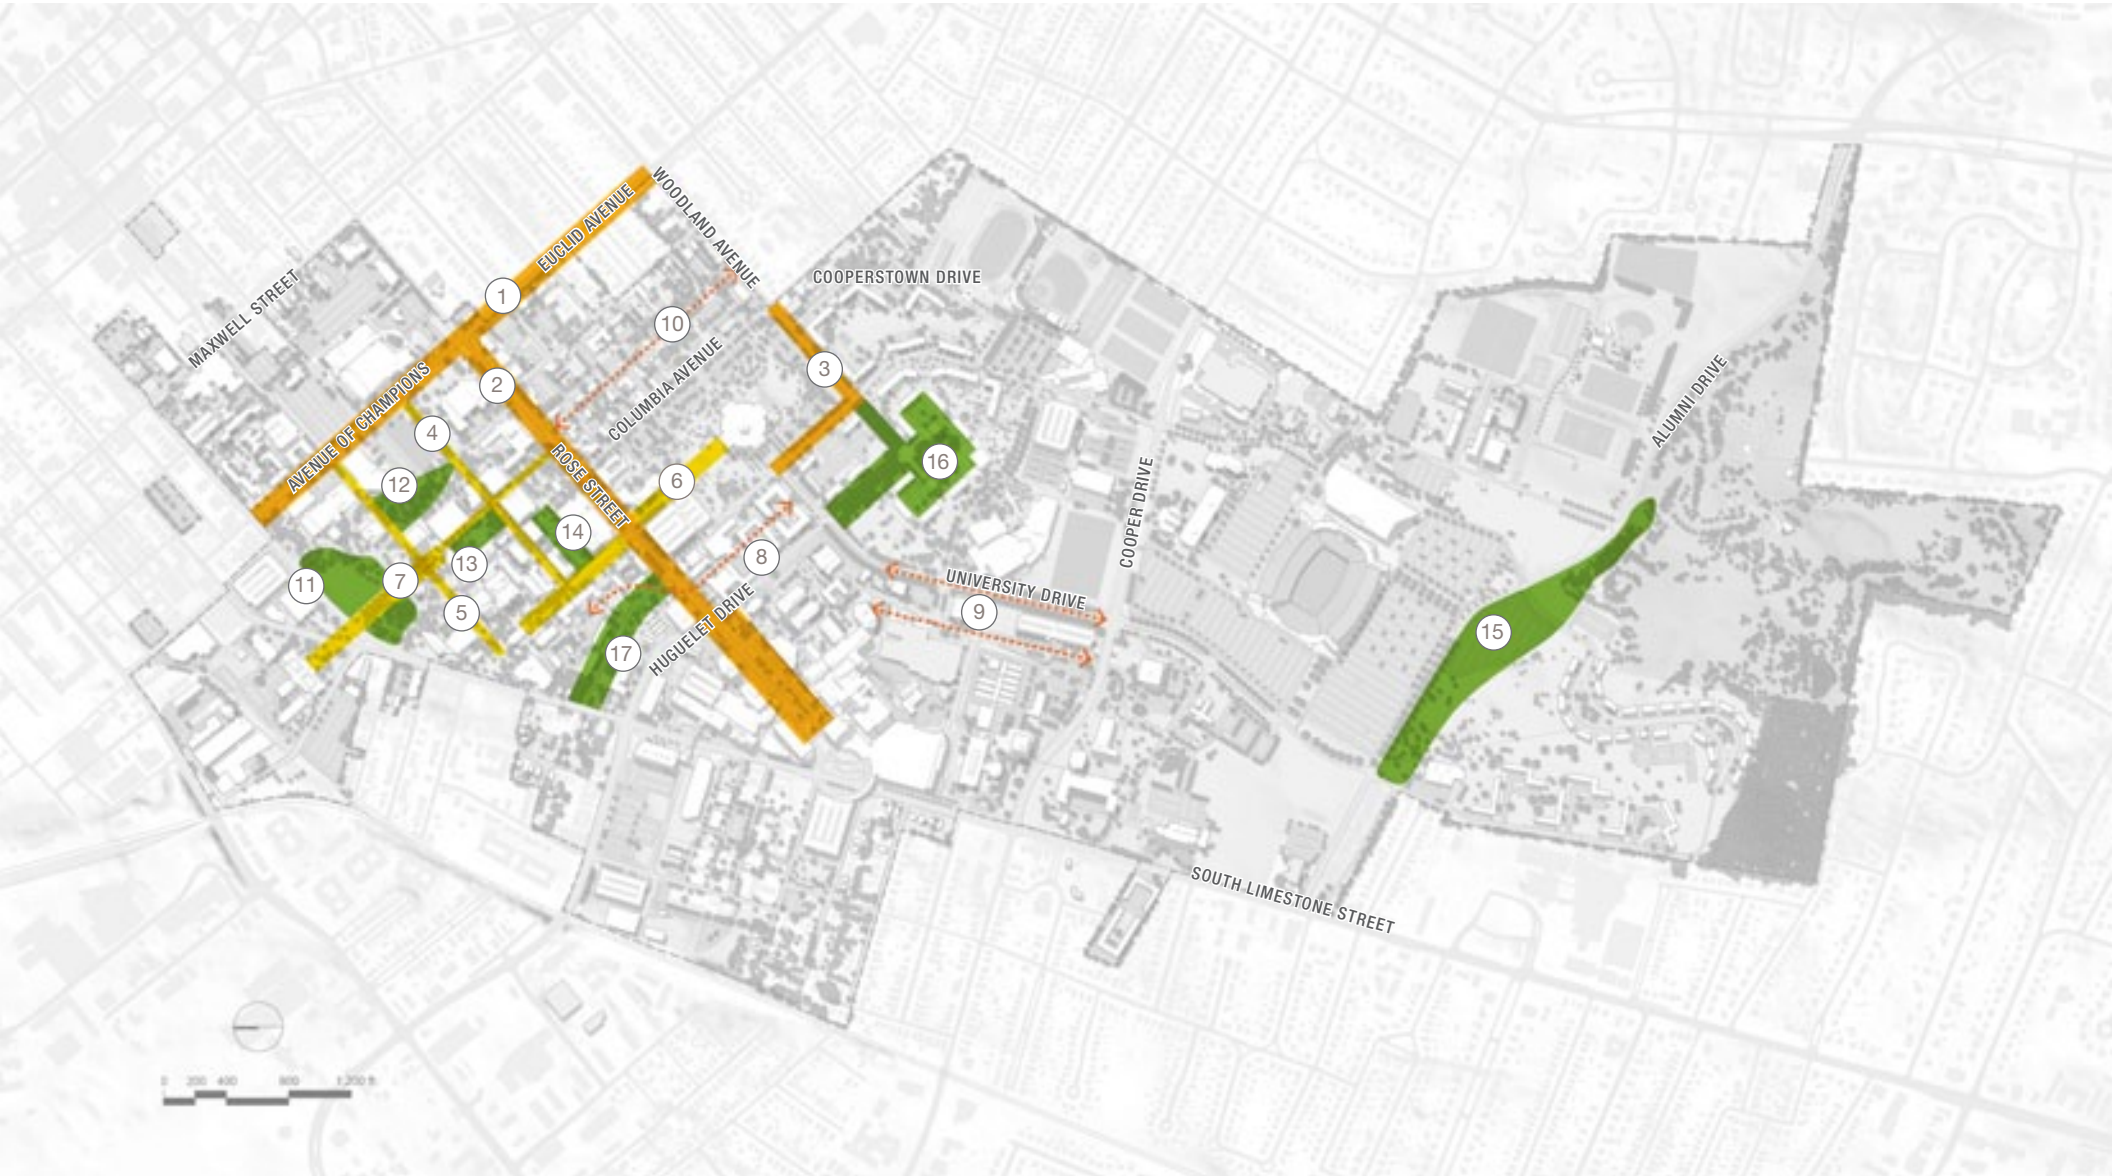 WOODLAND AVENUE
EUCLID AVENUE
COOPERSTOWN DRIVE
1
MAXWELL STREET
10
COLUMBIA AVENUE
3
2
AVENUE OF CHAMPIONS
ALUMNI DRIVE
4
ROSE STREET
16
12
6
COOPER DRIVE
14
8
13
7
11
UNIVERSITY DRIVE
9
5
HUGUELET DRIVE
17
15
SOUTH LIMESTONE STREET
0 200 400 800 1,200 ft.